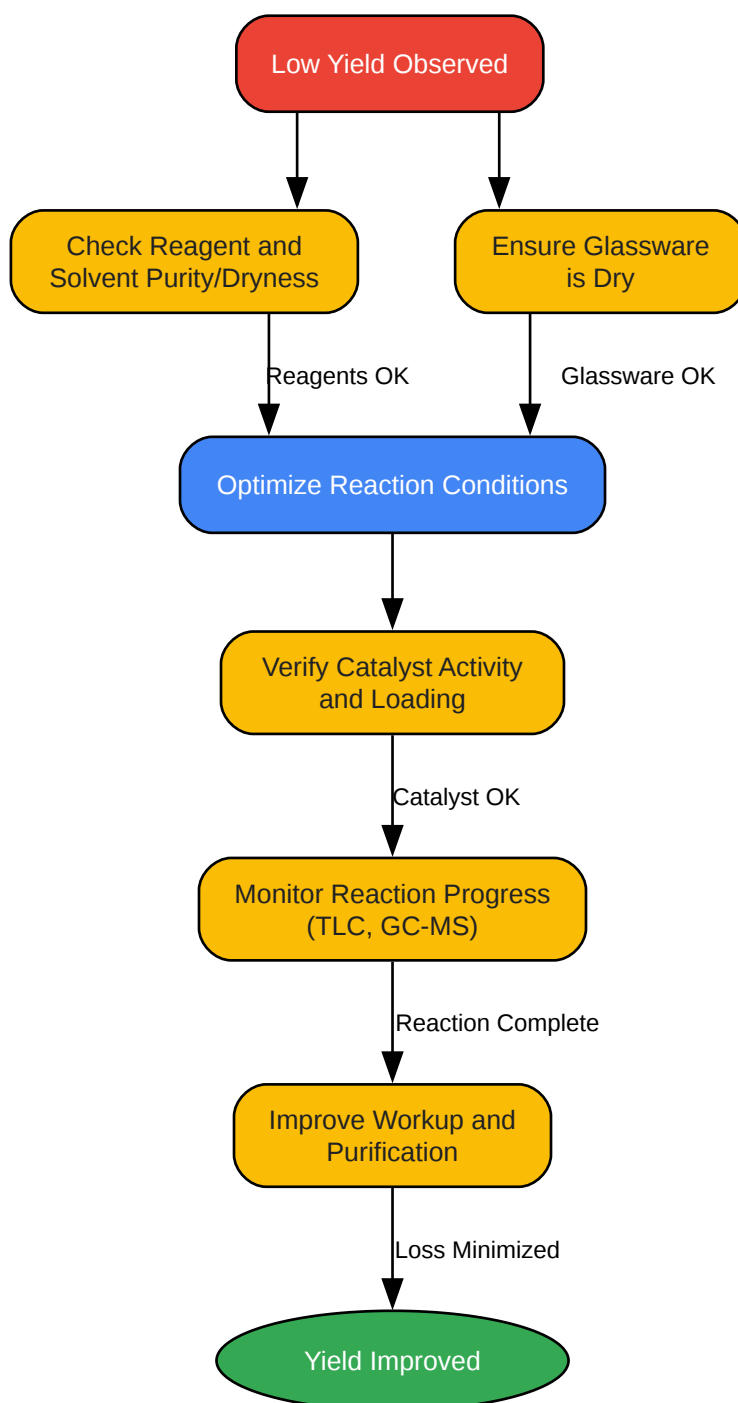 Low Yield Observed
Check Reagent and
Solvent Purity/Dryness
Ensure Glassware
is Dry
Reagents OK
Glassware OK
Optimize Reaction Conditions
Verify Catalyst Activity
and Loading
Catalyst OK
Monitor Reaction Progress
(TLC, GC-MS)
Reaction Complete
Improve Workup and
Purification
Loss Minimized
Yield Improved